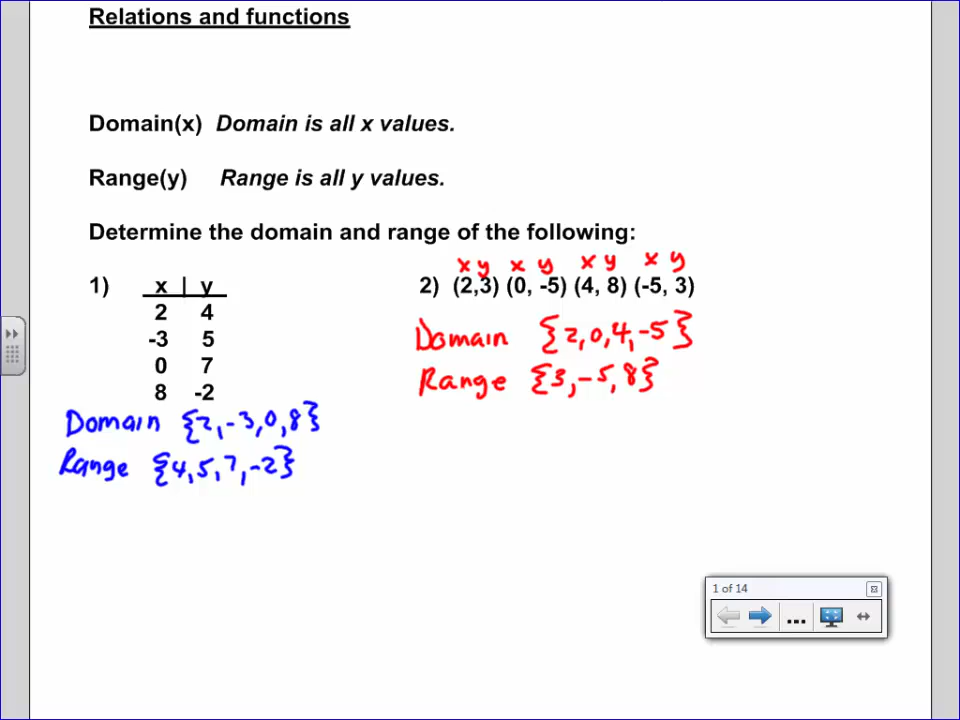 Relations and functions
Domain(x) Domain is all x values.
Range(y) Range is all y values.
Determine the domain and range of the following:
x y x y x y x y
1) x | y
2 4
-3 5
0 7
8 -2
Domain {2,-3,0,8}
Range {4,5,7,-2}
2) (2,3) (0, -5) (4, 8) (-5, 3)
Domain {2,0,4,-5}
Range {3,-5,8}
1 of 14
...